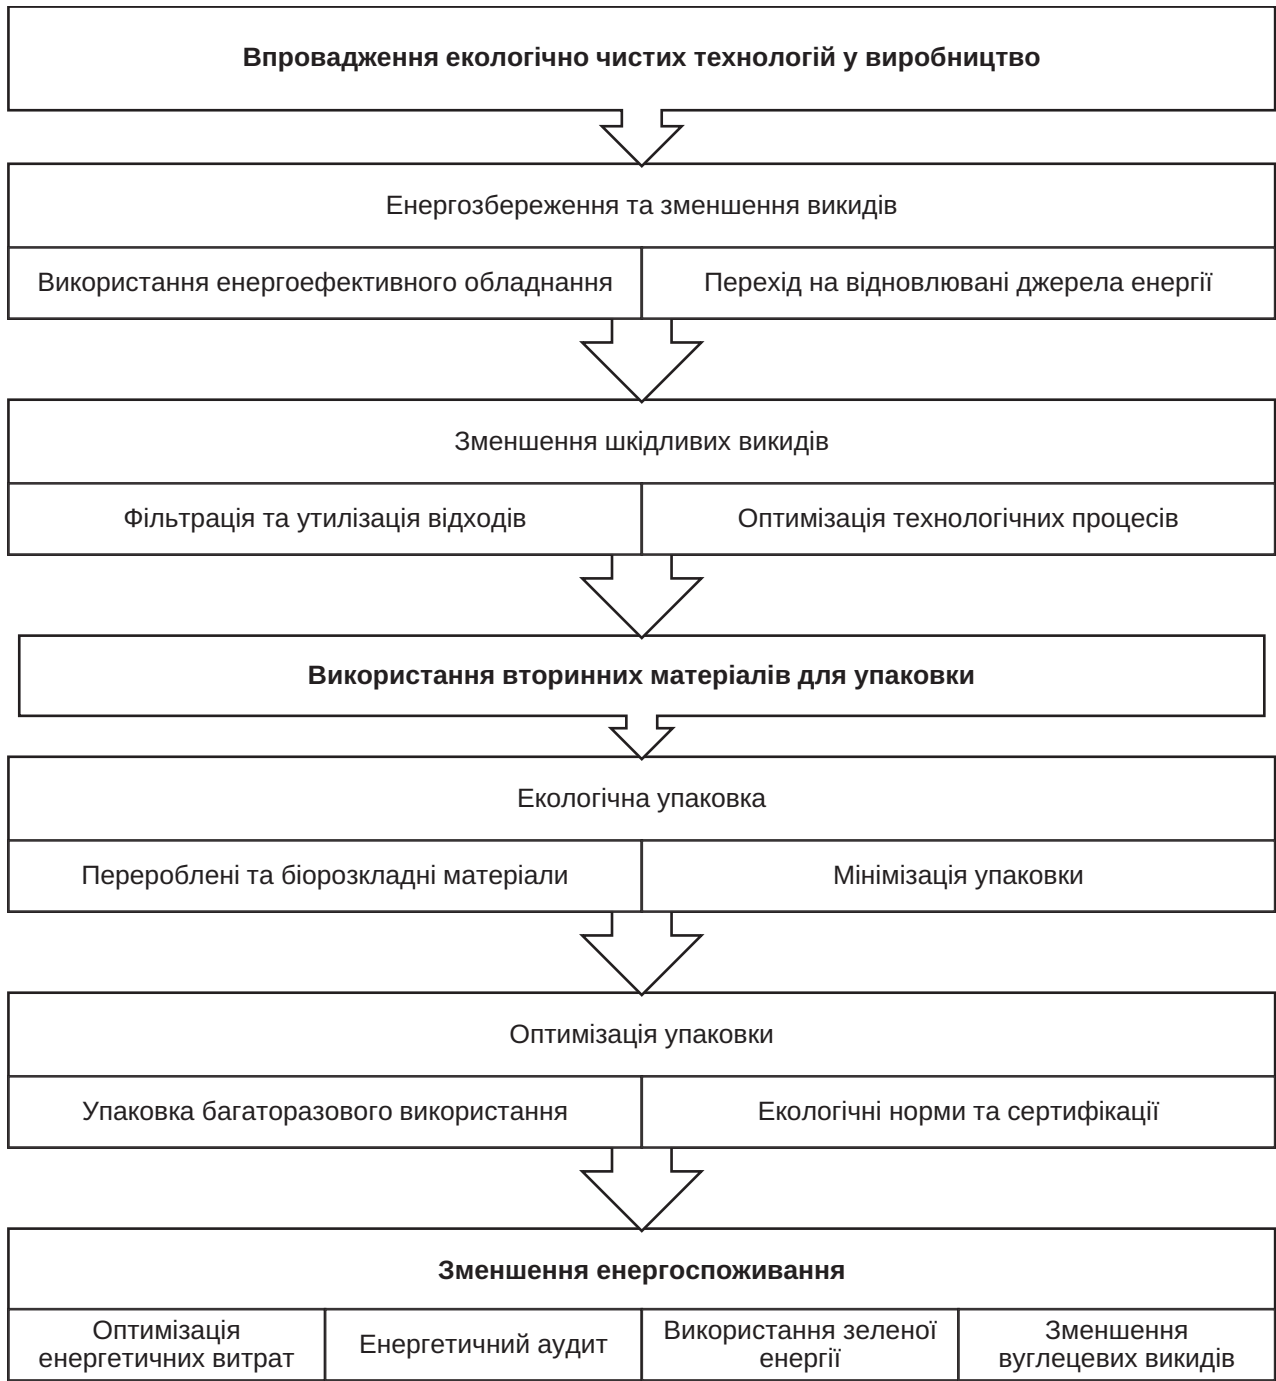 Впровадження екологічно чистих технологій у виробництво
Енергозбереження та зменшення викидів
Використання енергоефективного обладнання
Перехід на відновлювані джерела енергії
Зменшення шкідливих викидів
Фільтрація та утилізація відходів
Оптимізація технологічних процесів
Використання вторинних матеріалів для упаковки
Екологічна упаковка
Перероблені та біорозкладні матеріали
Мінімізація упаковки
Оптимізація упаковки
Упаковка багаторазового використання
Екологічні норми та сертифікації
Зменшення енергоспоживання
Оптимізація
енергетичних витрат
Енергетичний аудит
Використання зеленої
енергії
Зменшення
вуглецевих викидів